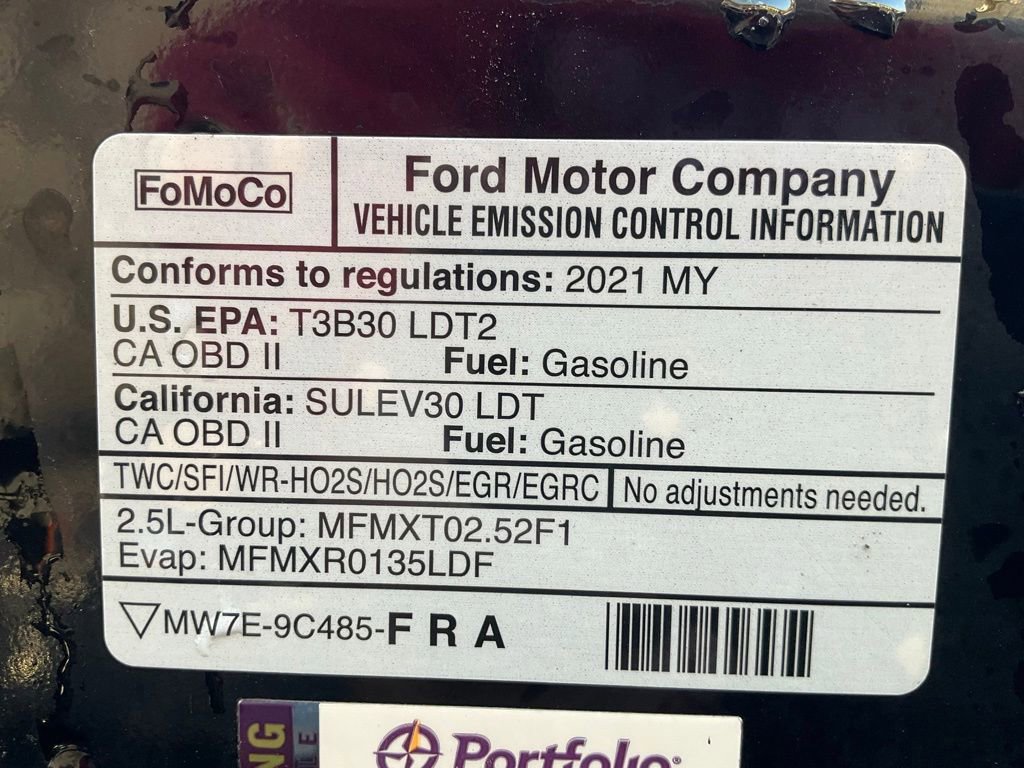 FoMoCo
Ford Motor Company
VEHICLE EMISSION CONTROL INFORMATION
Conforms to regulations: 2021 MY
U.S. EPA: T3B30 LDT2
CA OBD II Fuel: Gasoline
California: SULEV30 LDT
CA OBD II Fuel: Gasoline
TWC/SFI/WR-HO2S/HO2S/EGR/EGRC No adjustments needed.
2.5L-Group: MFMXT02.52F1
Evap: MFMXR0135LDF
MW7E-9C485-F R A
Portfolio®